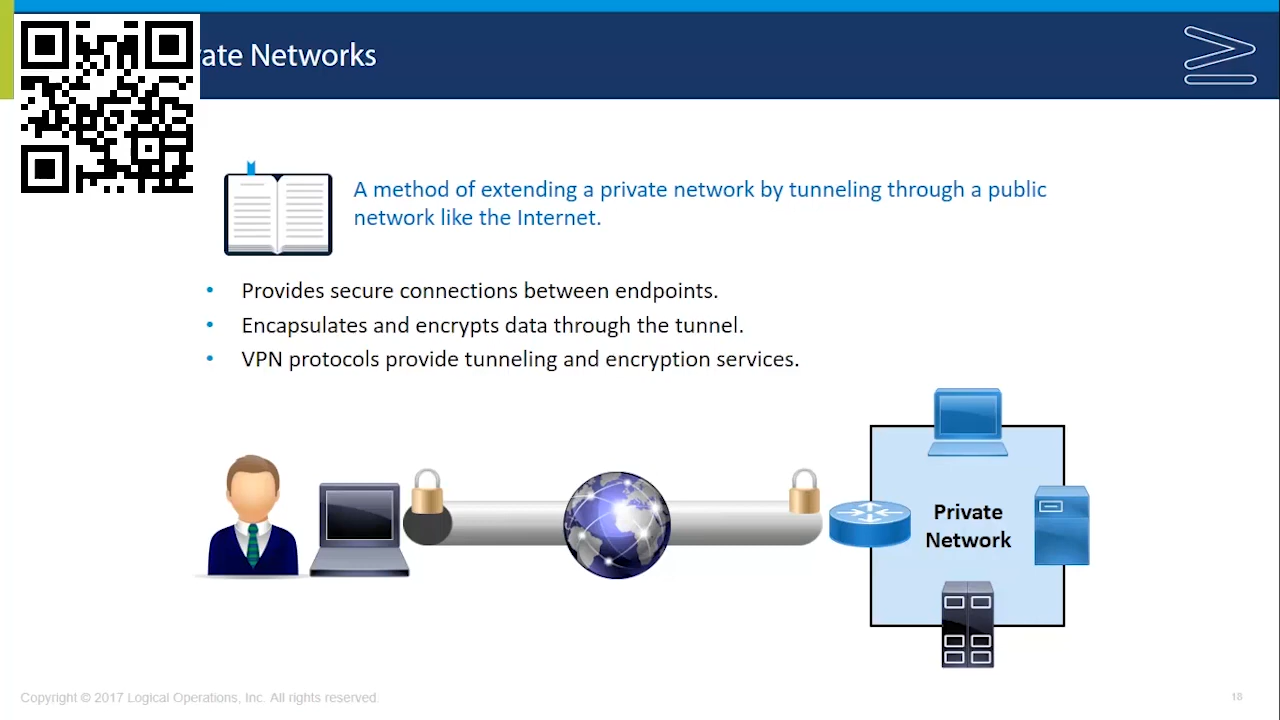 ate Networks
A method of extending a private network by tunneling through a public
network like the Internet.
• Provides secure connections between endpoints.
• Encapsulates and encrypts data through the tunnel.
• VPN protocols provide tunneling and encryption services.
Private
Network
Copyright © 2017 Logical Operations, Inc. All rights reserved.
18